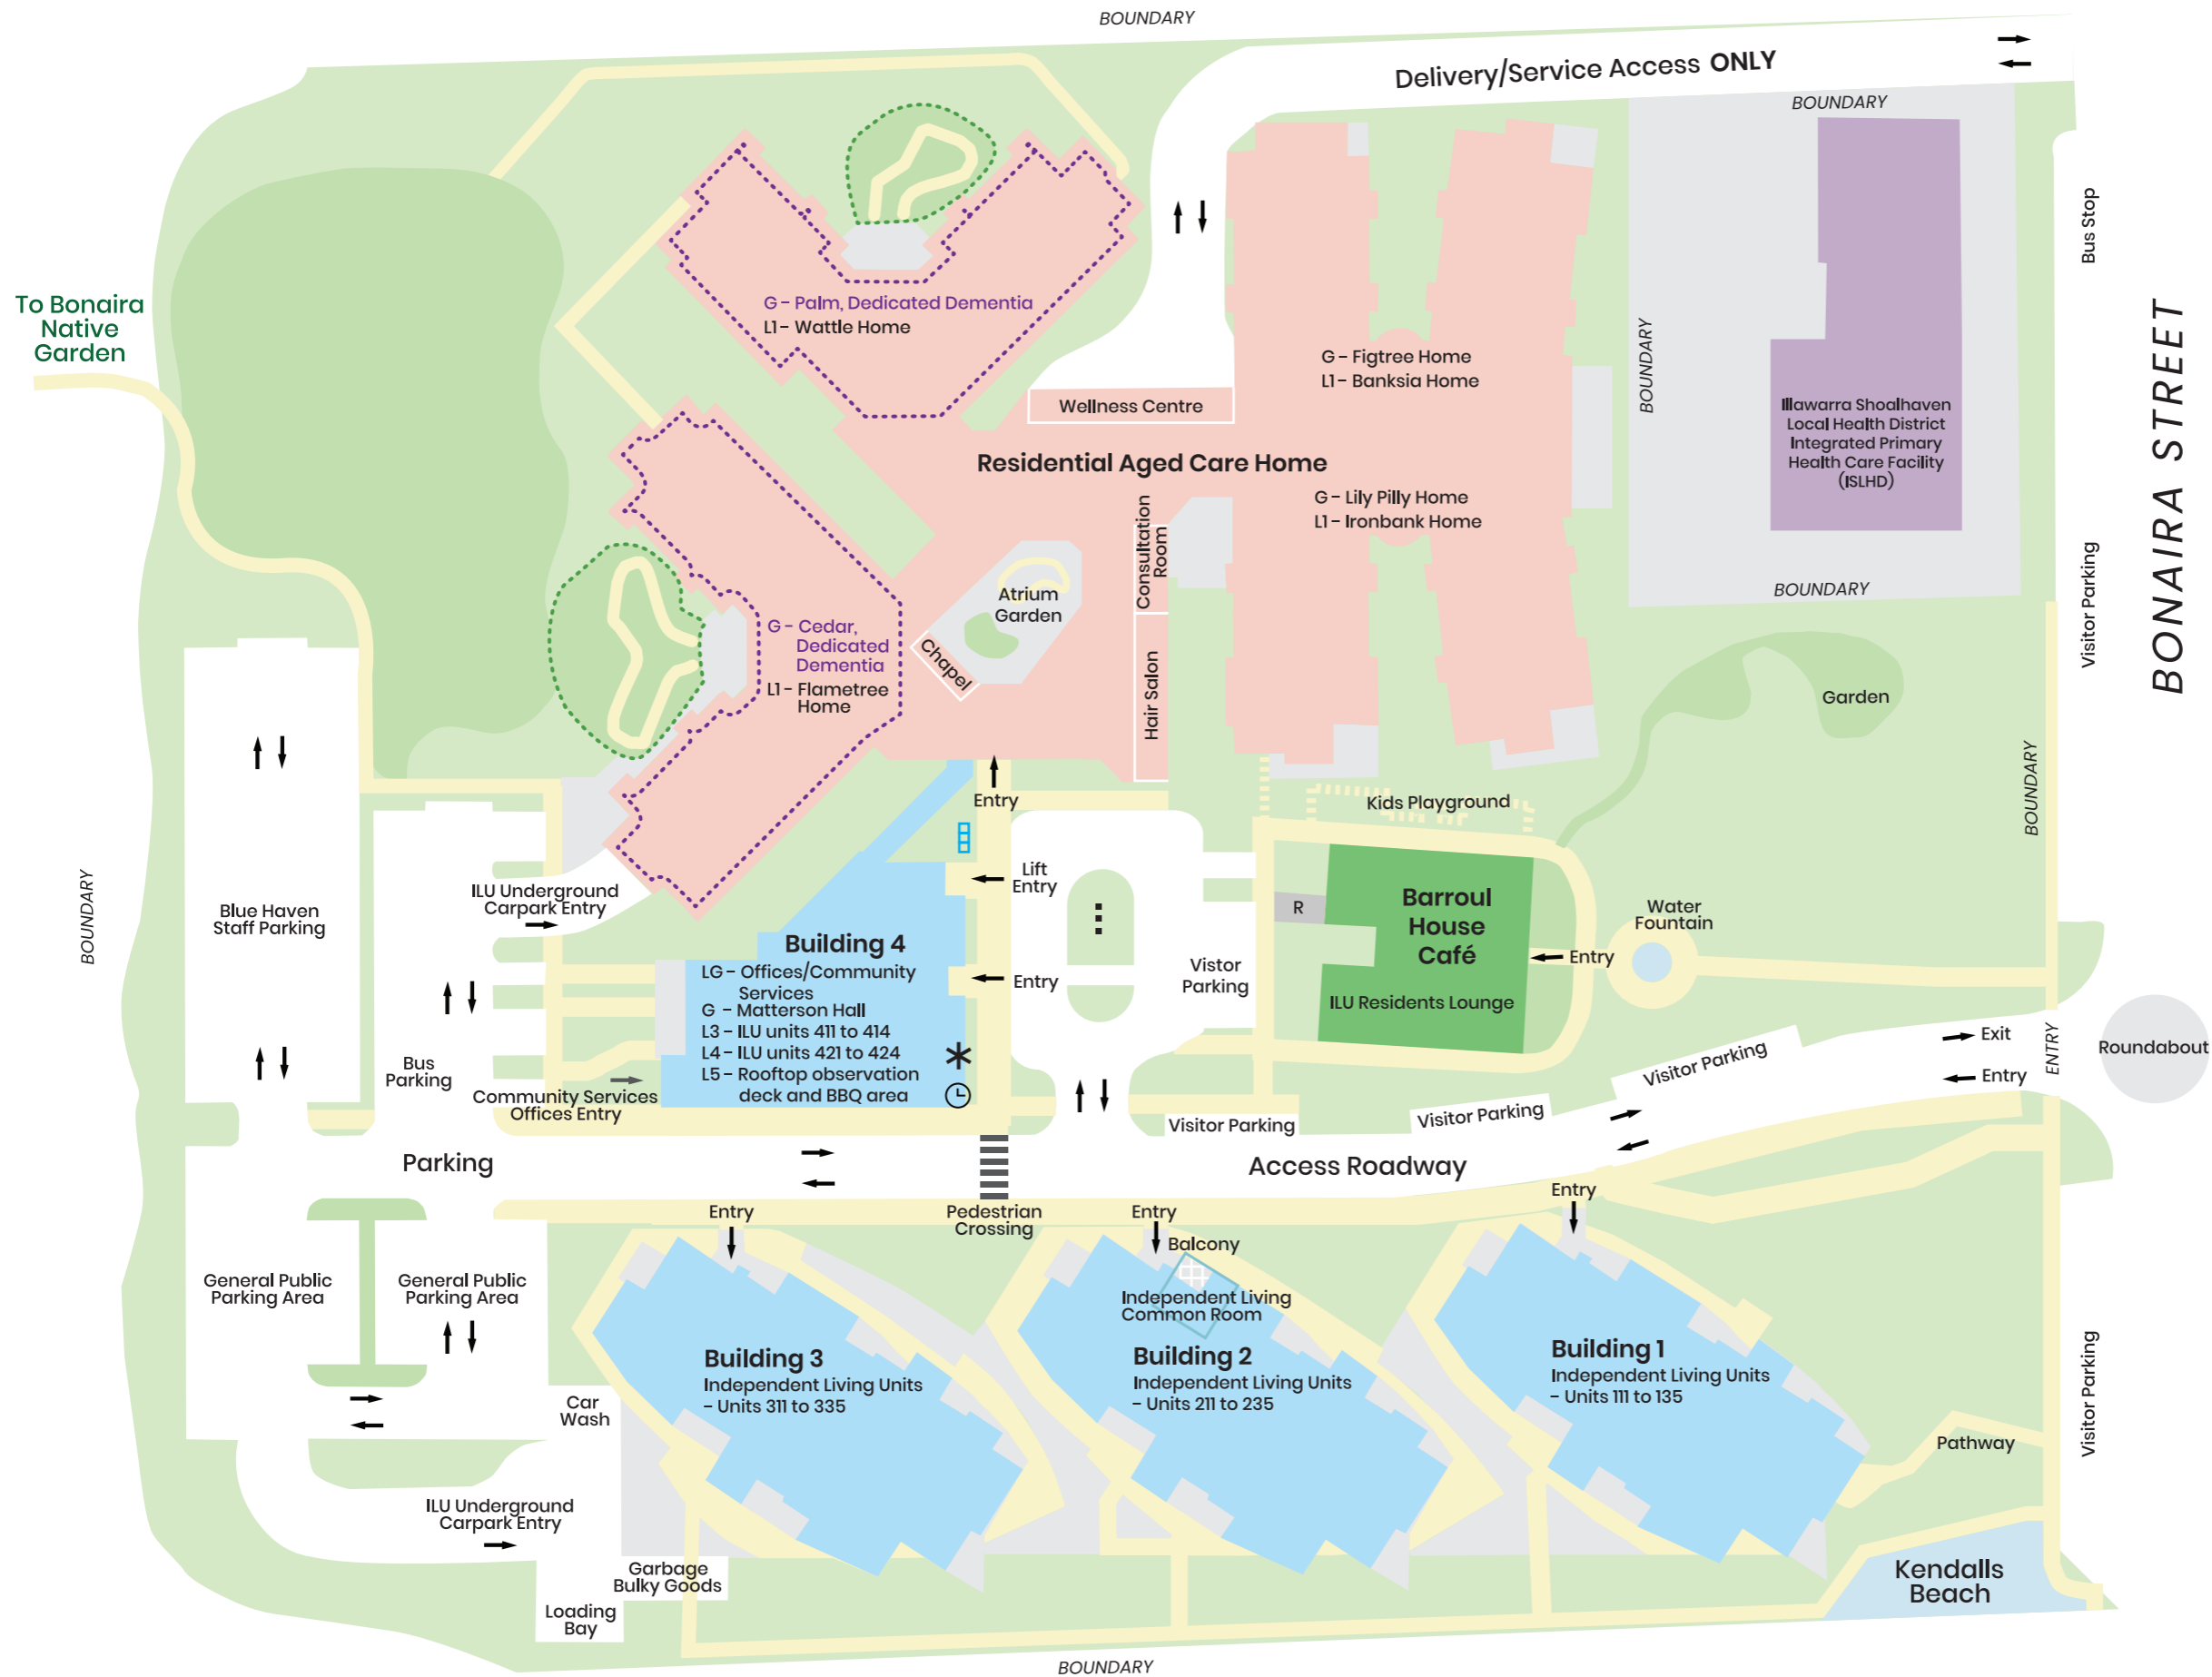 BOUNDARY
Delivery/Service Access ONLY
BOUNDARY
Bus Stop
To Bonaira
Native
Garden
G – Palm, Dedicated Dementia
L1 – Wattle Home
G – Figtree Home
L1 – Banksia Home
BOUNDARY
BONAIRA STREET
Wellness Centre
Illawarra Shoalhaven
Local Health District
Integrated Primary
Health Care Facility
(ISLHD)
Residential Aged Care Home
G – Lily Pilly Home
L1 – Ironbank Home
Consultation
Room
Atrium
Garden
BOUNDARY
Visitor Parking
G – Cedar,
Dedicated
Dementia
L1 – Flametree
Home
Chapel
Hair Salon
Garden
BOUNDARY
Entry
Kids Playground
Lift
Entry
ILU Underground
Carpark Entry
Blue Haven
Staff Parking
BOUNDARY
R
Barroul
House
Café
ILU Residents Lounge
Water
Fountain
Entry
Building 4
LG – Offices/Community
Services
G – Matterson Hall
L3 – ILU units 411 to 414
L4 – ILU units 421 to 424
L5 – Rooftop observation
deck and BBQ area
Entry
Vistor
Parking
Bus
Parking
Community Services
Offices Entry
Exit
Entry
ENTRY
Roundabout
Visitor Parking
Visitor Parking
Visitor Parking
Parking
Access Roadway
Entry
Pedestrian
Crossing
Entry
Entry
Balcony
General Public
Parking Area
General Public
Parking Area
Independent Living
Common Room
Building 3
Independent Living Units
– Units 311 to 335
Building 2
Independent Living Units
– Units 211 to 235
Building 1
Independent Living Units
– Units 111 to 135
Visitor Parking
Car
Wash
Pathway
ILU Underground
Carpark Entry
Garbage
Bulky Goods
Loading
Bay
Kendalls
Beach
BOUNDARY